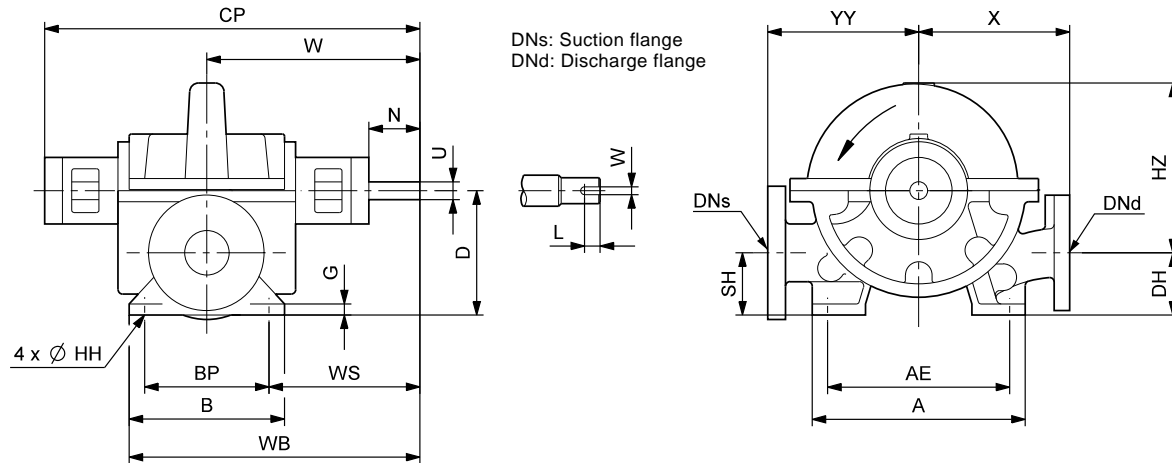 CP
W
DNs: Suction flange
DNd: Discharge flange
YY
X
N
U
W
L
D
G
4 x Ø HH
BP
WS
B
WB
DNs
DNd
HZ
SH
DH
AE
A